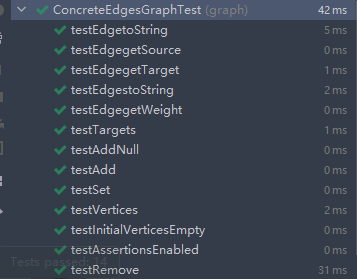 ConcreteEdgesGraphTest (graph) 42 ms
testEdgetoString 5 ms
testEdgegetSource 0 ms
testEdgegetTarget 1 ms
testEdgestoString 2 ms
testEdgegetWeight 0 ms
testTargets 1 ms
testAddNull 0 ms
testAdd 0 ms
testSet 0 ms
testVertices 2 ms
testInitialVerticesEmpty 0 ms
testAssertionsEnabled 0 ms
Tests passed: 14
testRemove 31 ms